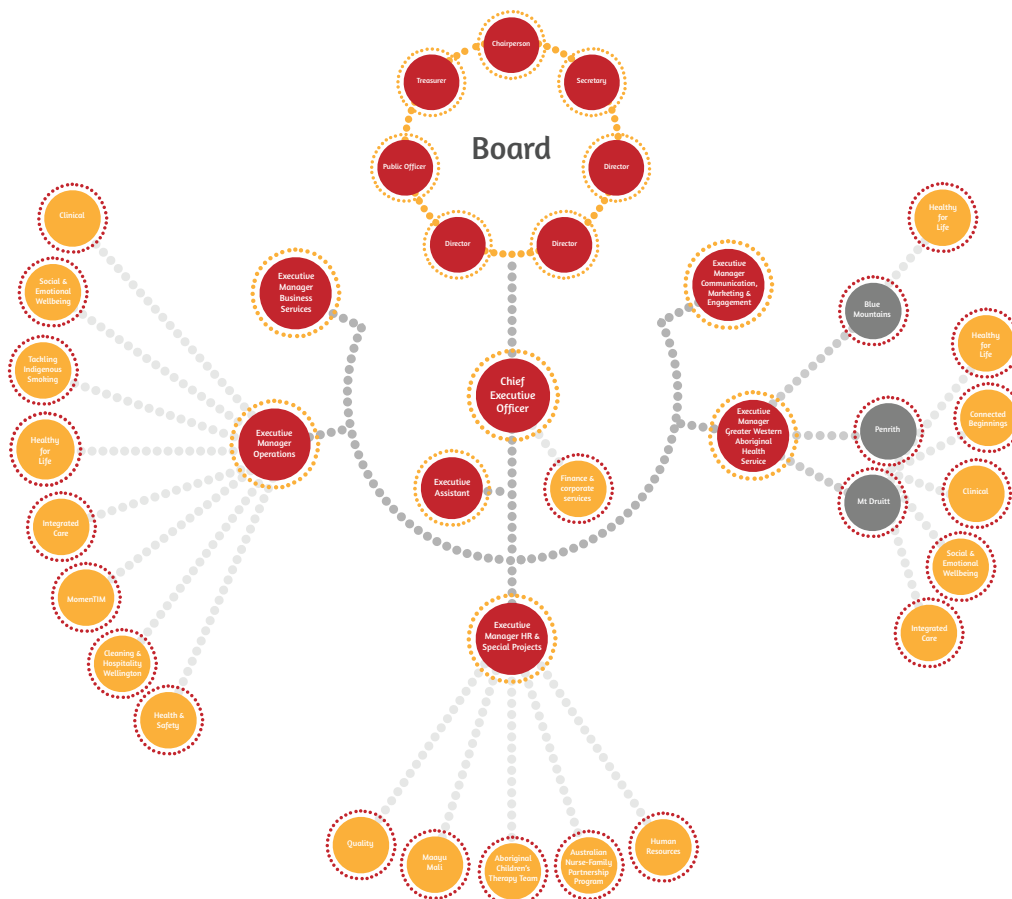 Chairperson
Treasurer
Secretary
Board
Public Officer
Director
Director
Director
Clinical
Social &
Emotional
Wellbeing
Tackling
Indigenous
Smoking
Healthy
for
Life
Integrated
Care
MamenTIM
Cleaning &
Hospitality
Wellington
Health &
Safety
Executive
Manager
Business
Services
Executive
Manager
Operations
Chief
Executive
Officer
Executive
Assistant
Finance &
corporate
services
Executive
Manager
Communication,
Marketing &
Engagement
Executive
Manager
Greater Western
Aboriginal
Health
Service
Blue
Mountains
Penrith
Mt Druitt
Healthy
for
Life
Healthy
for
Life
Connected
Beginnings
Clinical
Social &
Emotional
Wellbeing
Integrated
Care
Executive
Manager HR &
Special Projects
Quality
Maayu
Mali
Aboriginal
Children's
Therapy Team
Australian
Nurse-Family
Partnership
Program
Human
Resources